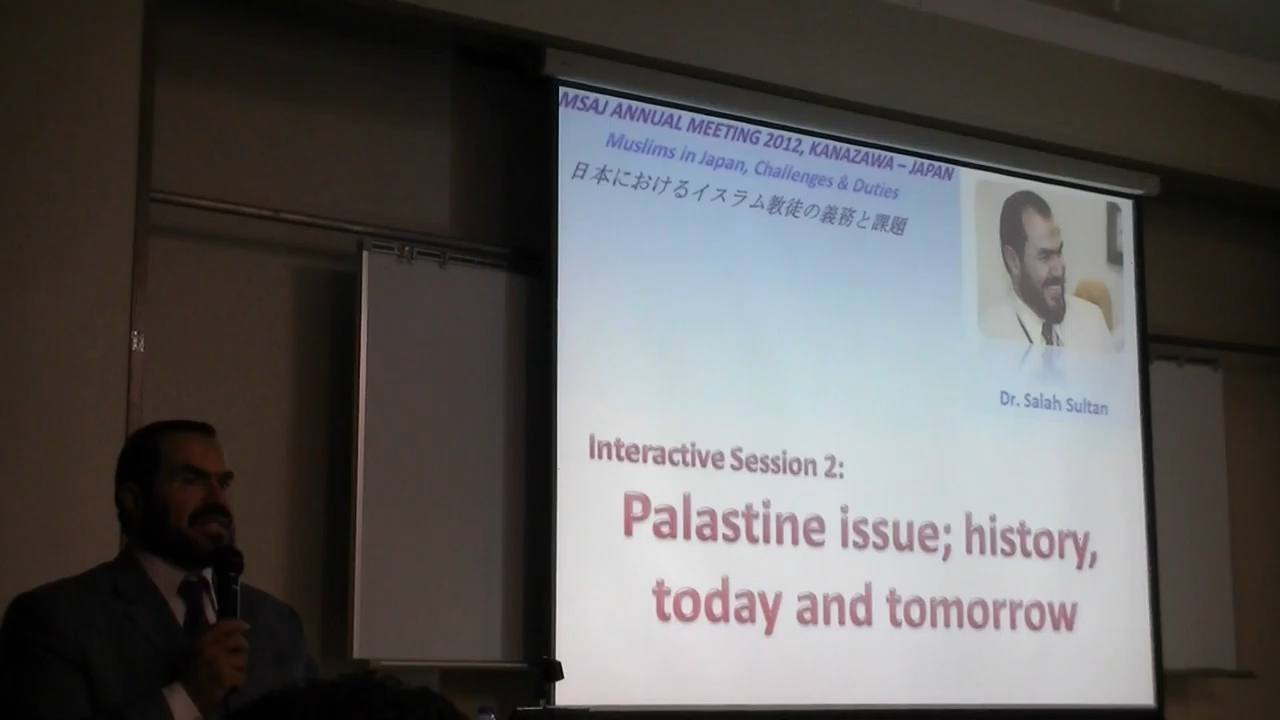 MSAJ ANNUAL MEETING 2012, KANAZAWA – JAPAN
Muslims in Japan, Challenges & Duties
日本におけるイスラム教徒の義務と課題
Dr. Salah Sultan
Interactive Session 2:
Palastine issue; history,
today and tomorrow